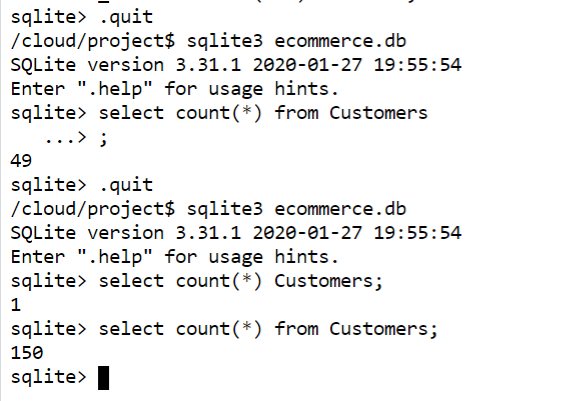 sqlite> .quit
/cloud/project$ sqlite3 ecommerce.db
SQLite version 3.31.1 2020-01-27 19:55:54
Enter ".help" for usage hints.
sqlite> select count(*) from Customers
   ...> ;
49
sqlite> .quit
/cloud/project$ sqlite3 ecommerce.db
SQLite version 3.31.1 2020-01-27 19:55:54
Enter ".help" for usage hints.
sqlite> select count(*) Customers;
1
sqlite> select count(*) from Customers;
150
sqlite>